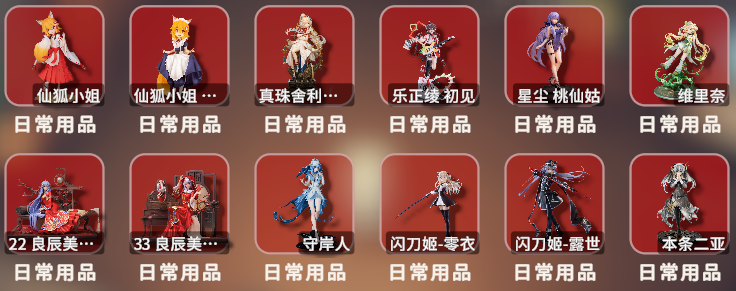 仙狐小姐
仙狐小姐 …
真珠舍利…
乐正绫 初见
星尘 桃仙姑
维里奈
日常用品
日常用品
日常用品
日常用品
日常用品
日常用品
22 良辰美…
33 良辰美…
守岸人
闪刀姬-零衣
闪刀姬-露世
本条二亚
日常用品
日常用品
日常用品
日常用品
日常用品
日常用品